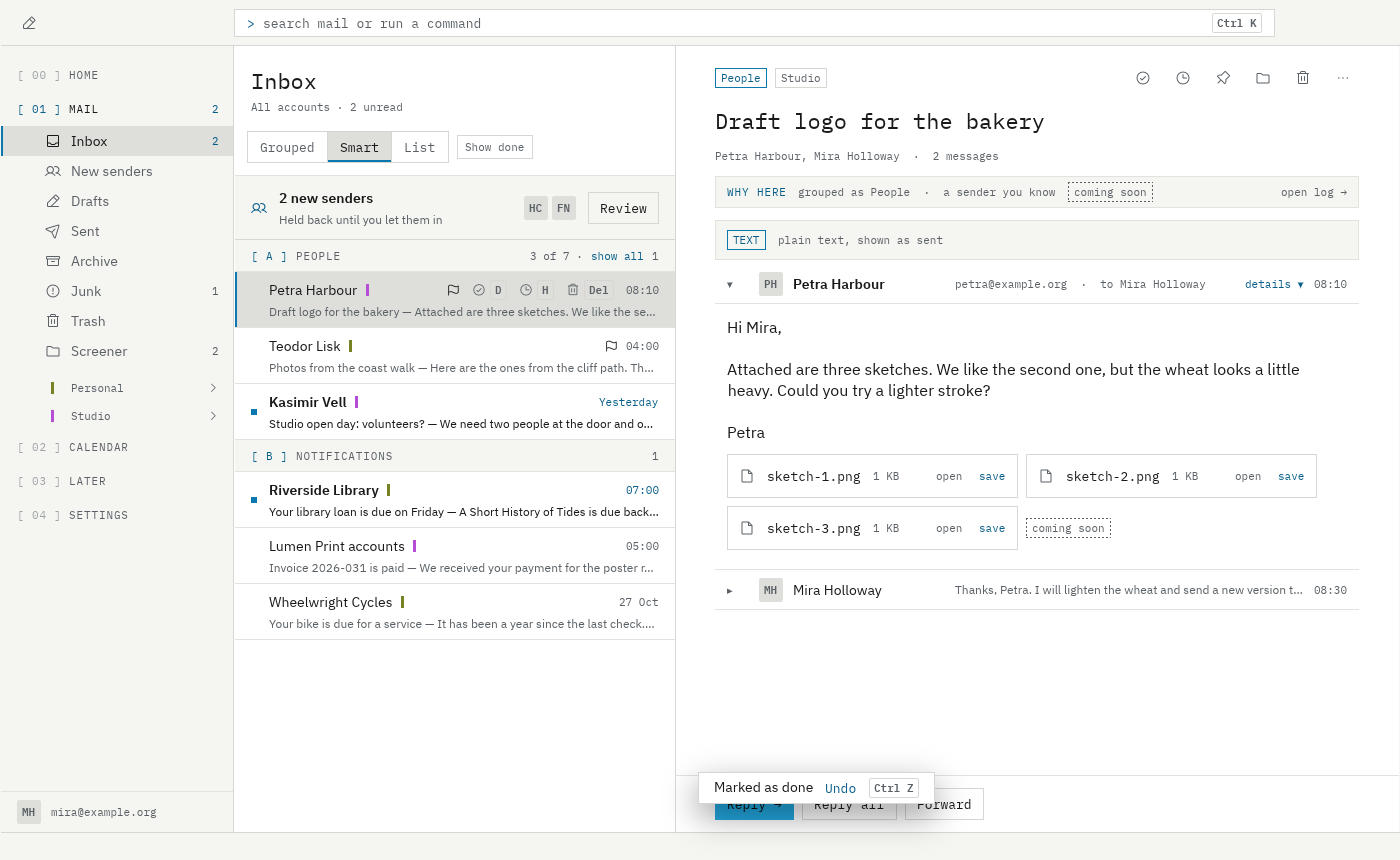 > search mail or run a command Ctrl K
[ 00 ] HOME
[ 01 ] MAIL 2
Inbox 2
New senders
Drafts
Sent
Archive
Junk 1
Trash
Screener 2
Personal
Studio
[ 02 ] CALENDAR
[ 03 ] LATER
[ 04 ] SETTINGS
MH mira@example.org
Inbox
All accounts · 2 unread
Grouped Smart List Show done
2 new senders
Held back until you let them in
HC FN Review
[ A ] PEOPLE 3 of 7 · show all 1
Petra Harbour D H Del 08:10
Draft logo for the bakery — Attached are three sketches. We like the se…
Teodor Lisk 04:00
Photos from the coast walk — Here are the ones from the cliff path. Th…
Kasimir Vell Yesterday
Studio open day: volunteers? — We need two people at the door and o…
[ B ] NOTIFICATIONS 1
Riverside Library 07:00
Your library loan is due on Friday — A Short History of Tides is due back…
Lumen Print accounts 05:00
Invoice 2026-031 is paid — We received your payment for the poster r…
Wheelwright Cycles 27 Oct
Your bike is due for a service — It has been a year since the last check.…
People Studio
Draft logo for the bakery
Petra Harbour, Mira Holloway · 2 messages
WHY HERE grouped as People · a sender you know coming soon open log →
TEXT plain text, shown as sent
▾ PH Petra Harbour petra@example.org · to Mira Holloway details ▾ 08:10
Hi Mira,
Attached are three sketches. We like the second one, but the wheat looks a little
heavy. Could you try a lighter stroke?
Petra
sketch-1.png 1 KB open save
sketch-2.png 1 KB open save
sketch-3.png 1 KB open save
coming soon
▸ MH Mira Holloway Thanks, Petra. I will lighten the wheat and send a new version t… 08:30
Marked as done Undo Ctrl Z
Reply → Reply all Forward